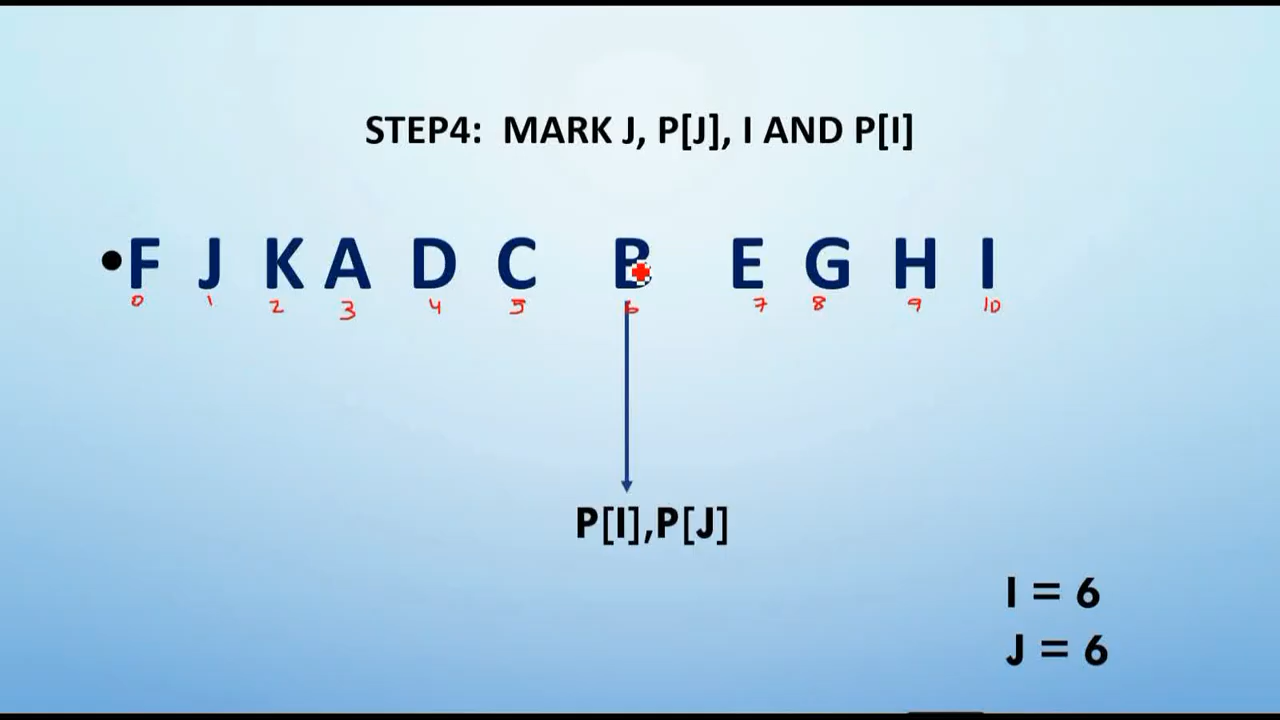 STEP4: MARK J, P[J], I AND P[I]
•F J K A D C B E G H I
0 1 2 3 4 5 6 7 8 9 10
P[I],P[J]
I = 6
J = 6